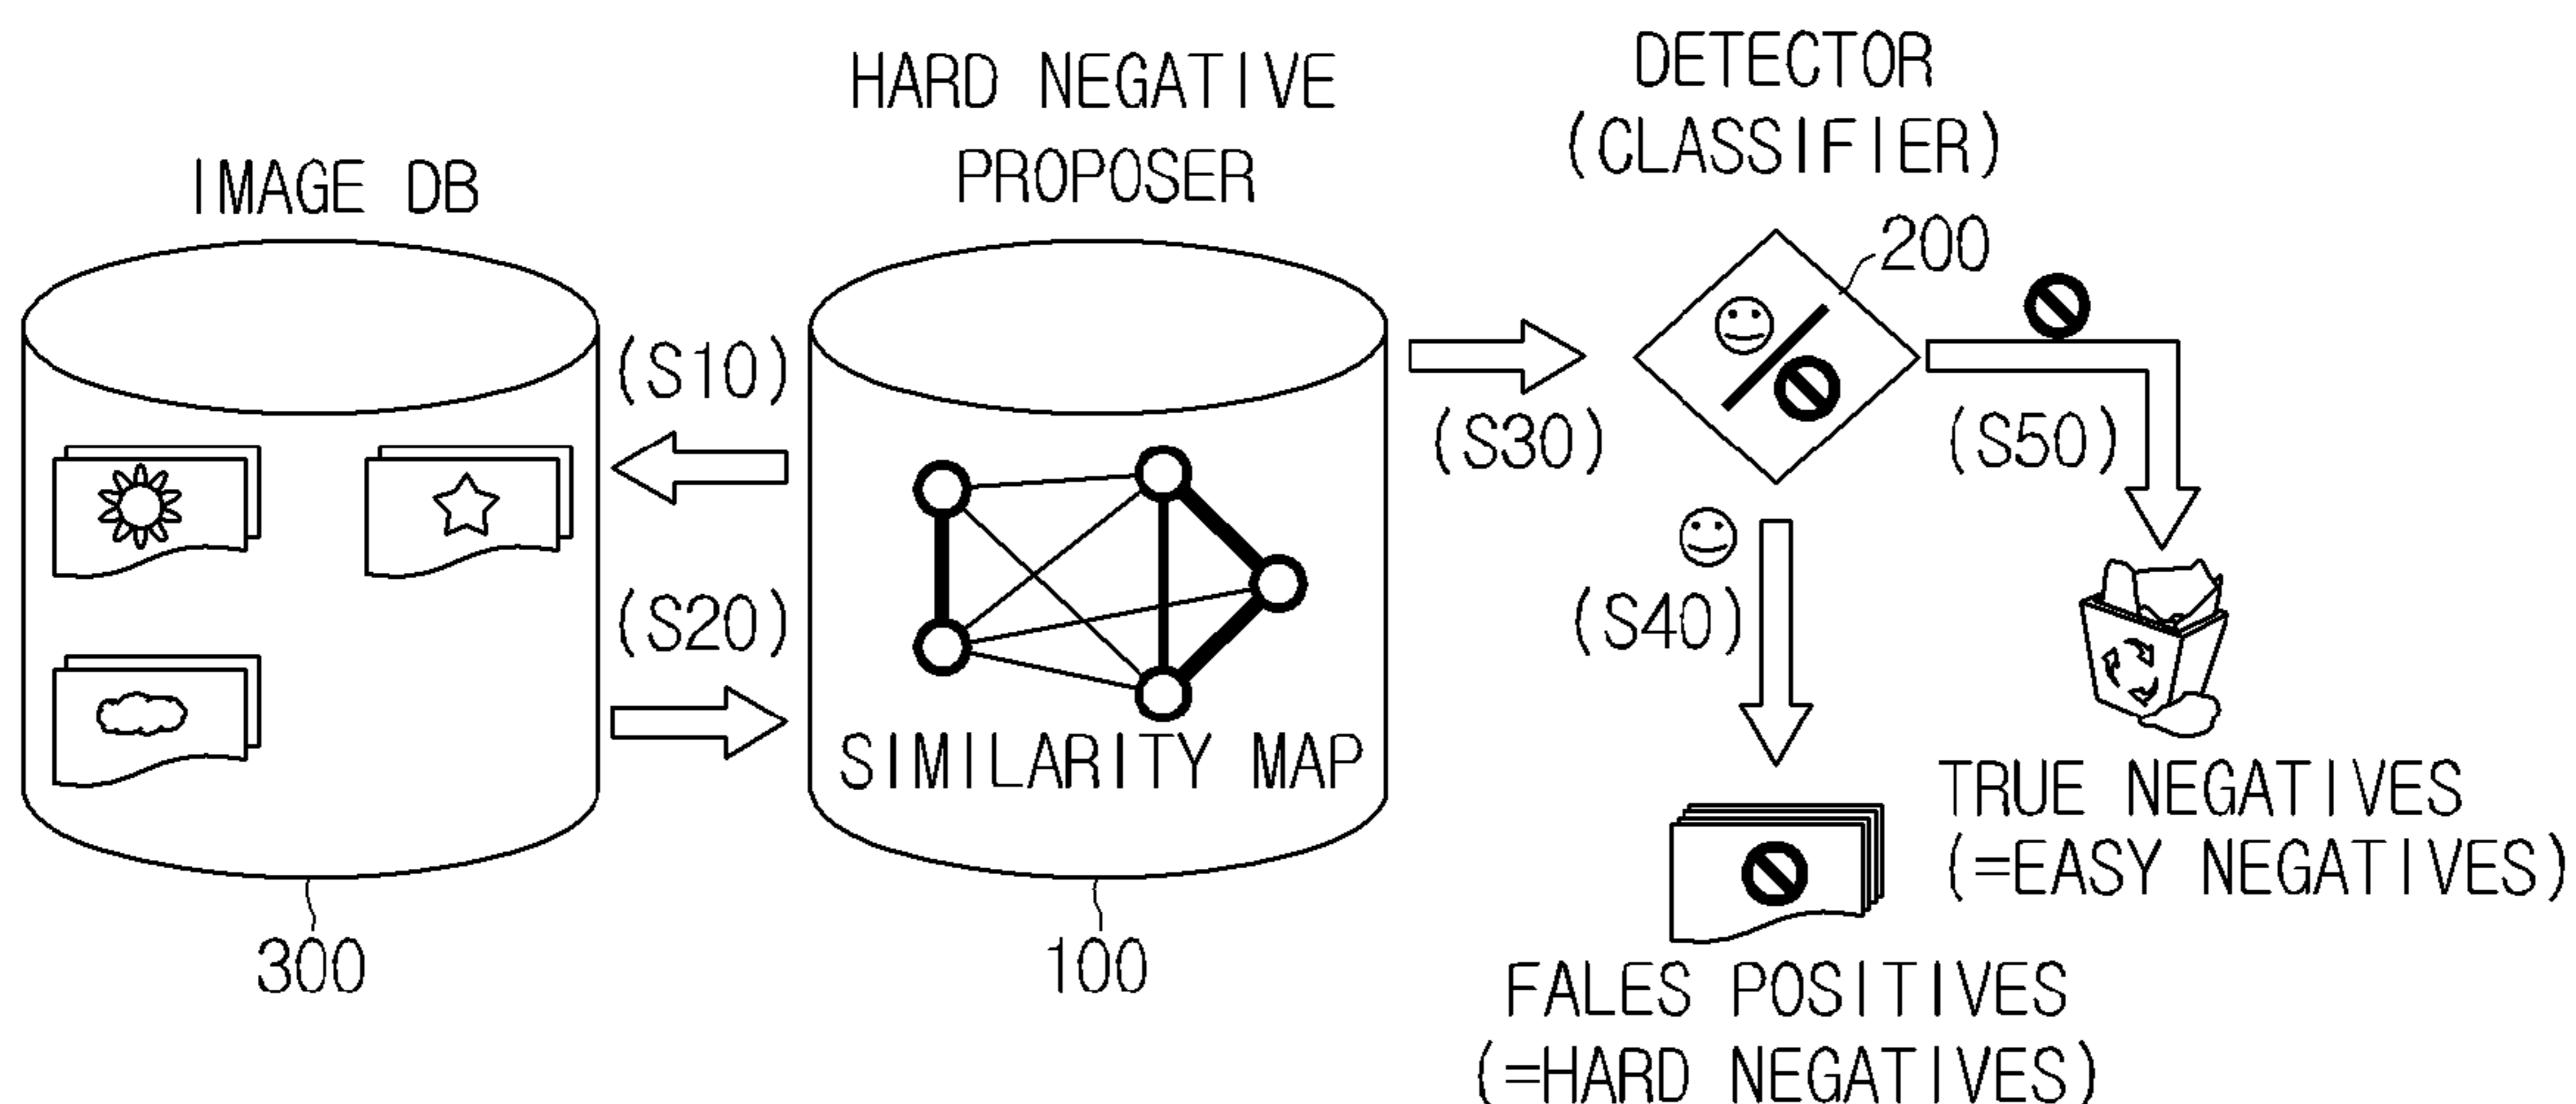 IMAGE DB
HARD NEGATIVE
PROPOSER
DETECTOR
(CLASSIFIER)
200
(S10)
(S20)
(S30)
(S50)
(S40)
SIMILARITY MAP
TRUE NEGATIVES
(=EASY NEGATIVES)
300
100
FALES POSITIVES
(=HARD NEGATIVES)